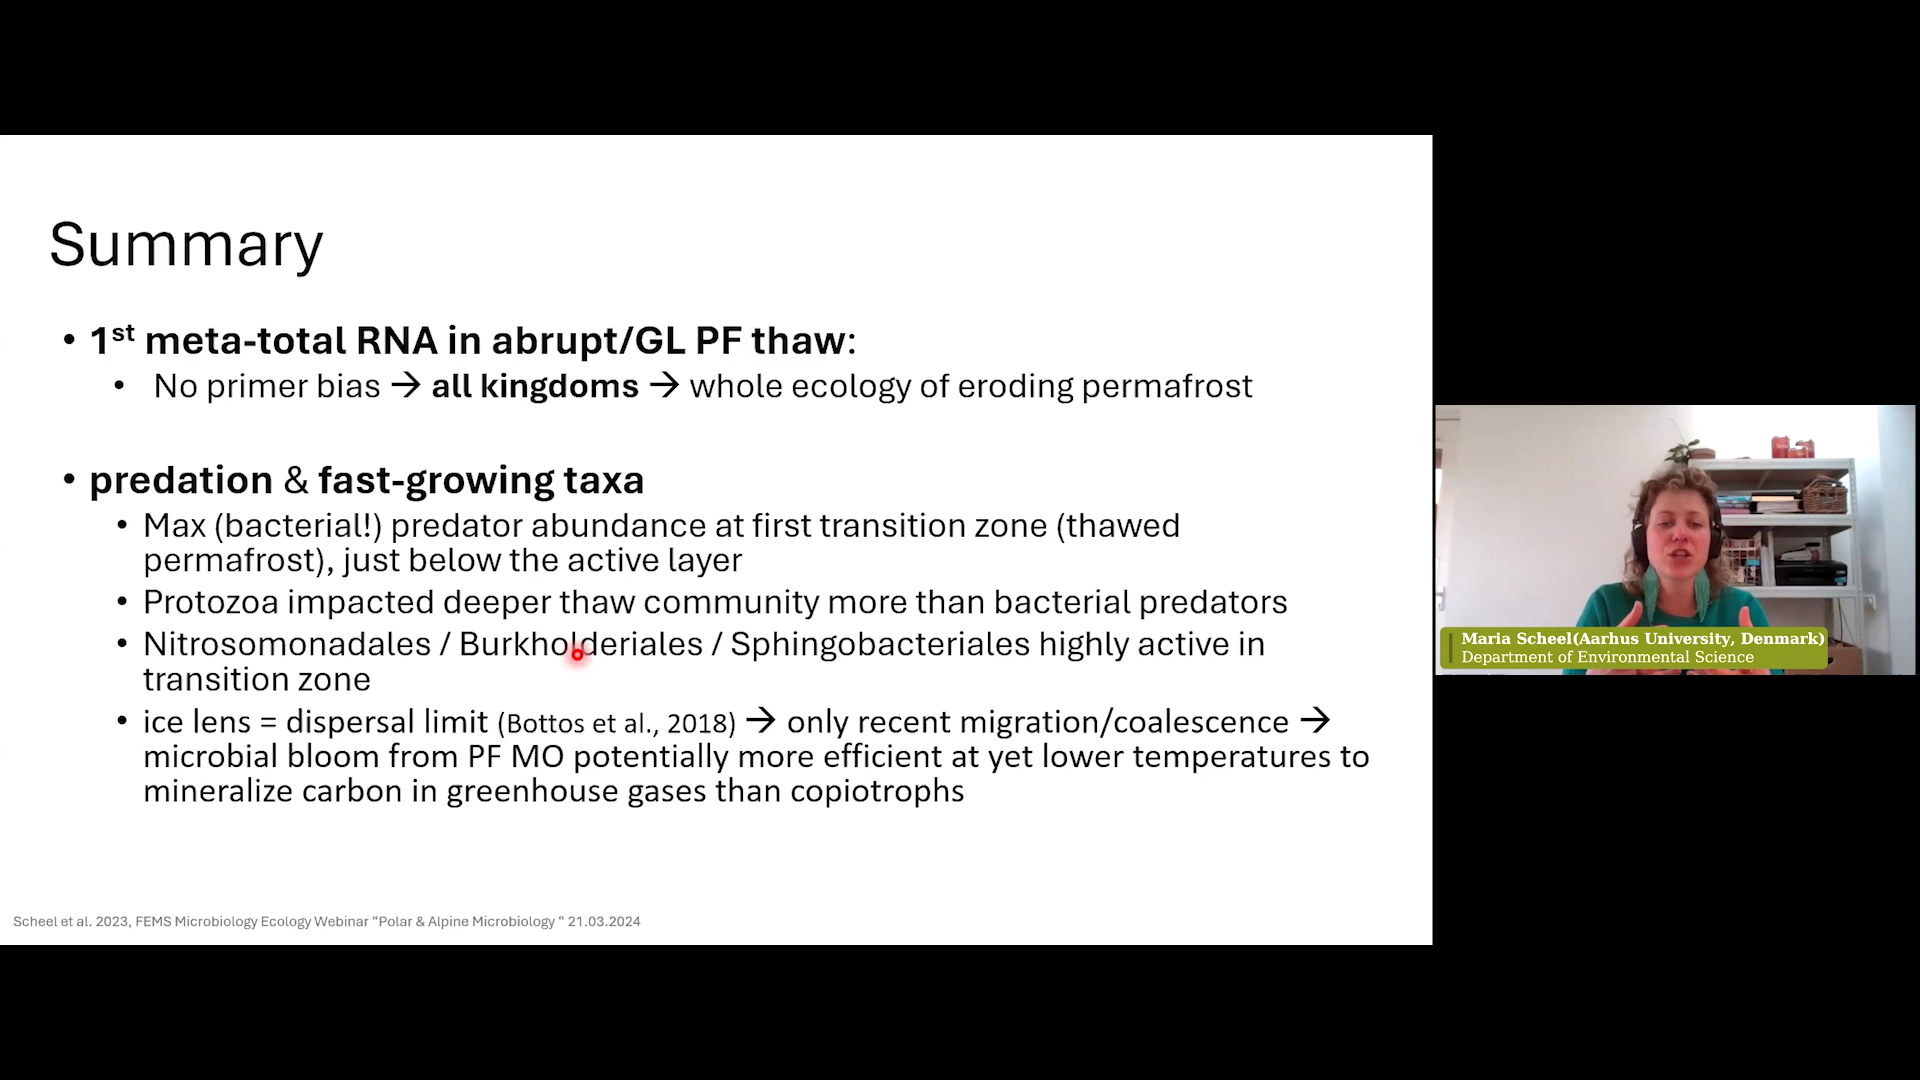 Summary
• 1st meta-total RNA in abrupt/GL PF thaw:
• No primer bias → all kingdoms → whole ecology of eroding permafrost
• predation & fast-growing taxa
• Max (bacterial!) predator abundance at first transition zone (thawed
permafrost), just below the active layer
• Protozoa impacted deeper thaw community more than bacterial predators
• Nitrosomonadales / Burkholderiales / Sphingobacteriales highly active in
transition zone
• ice lens = dispersal limit (Bottos et al., 2018) → only recent migration/coalescence →
microbial bloom from PF MO potentially more efficient at yet lower temperatures to
mineralize carbon in greenhouse gases than copiotrophs
Scheel et al. 2023, FEMS Microbiology Ecology Webinar “Polar & Alpine Microbiology “ 21.03.2024
Maria Scheel(Aarhus University, Denmark)
Department of Environmental Science